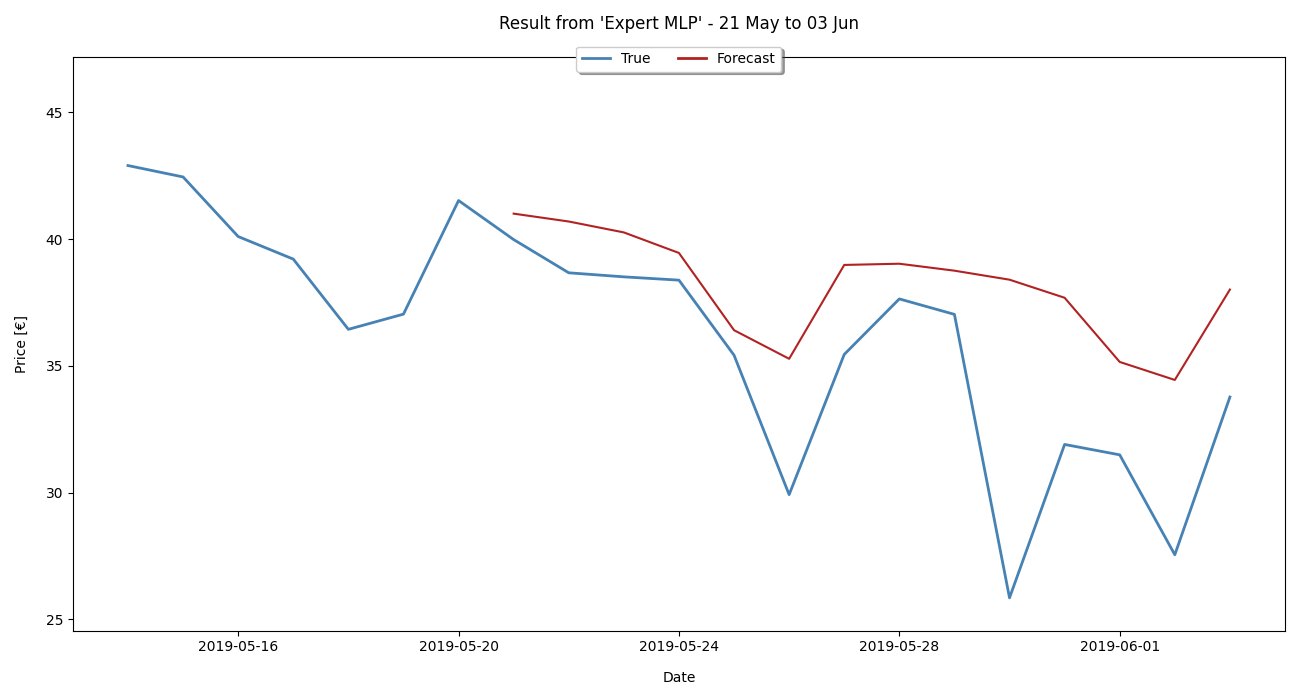 Result from 'Expert MLP' - 21 May to 03 Jun
True Forecast
45
40
35
30
25
Price [€]
2019-05-16 2019-05-20 2019-05-24 2019-05-28 2019-06-01
Date